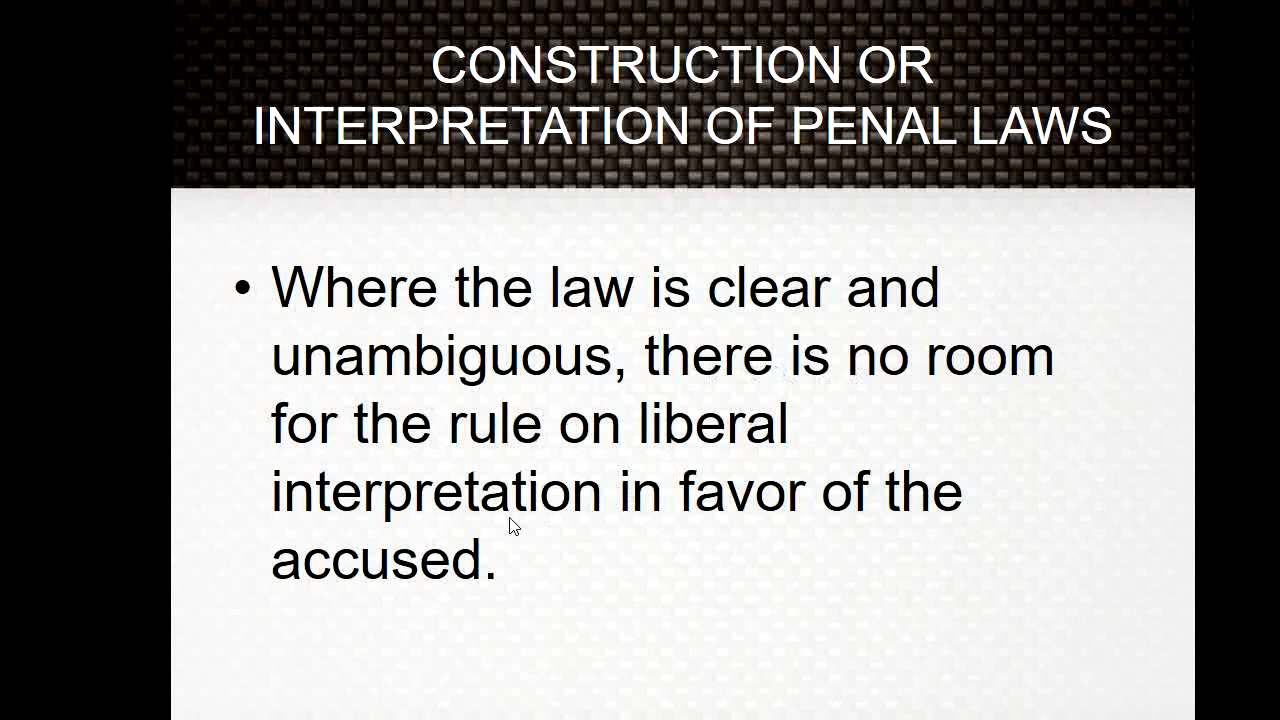 CONSTRUCTION OR
INTERPRETATION OF PENAL LAWS
• Where the law is clear and
unambiguous, there is no room
for the rule on liberal
interpretation in favor of the
accused.